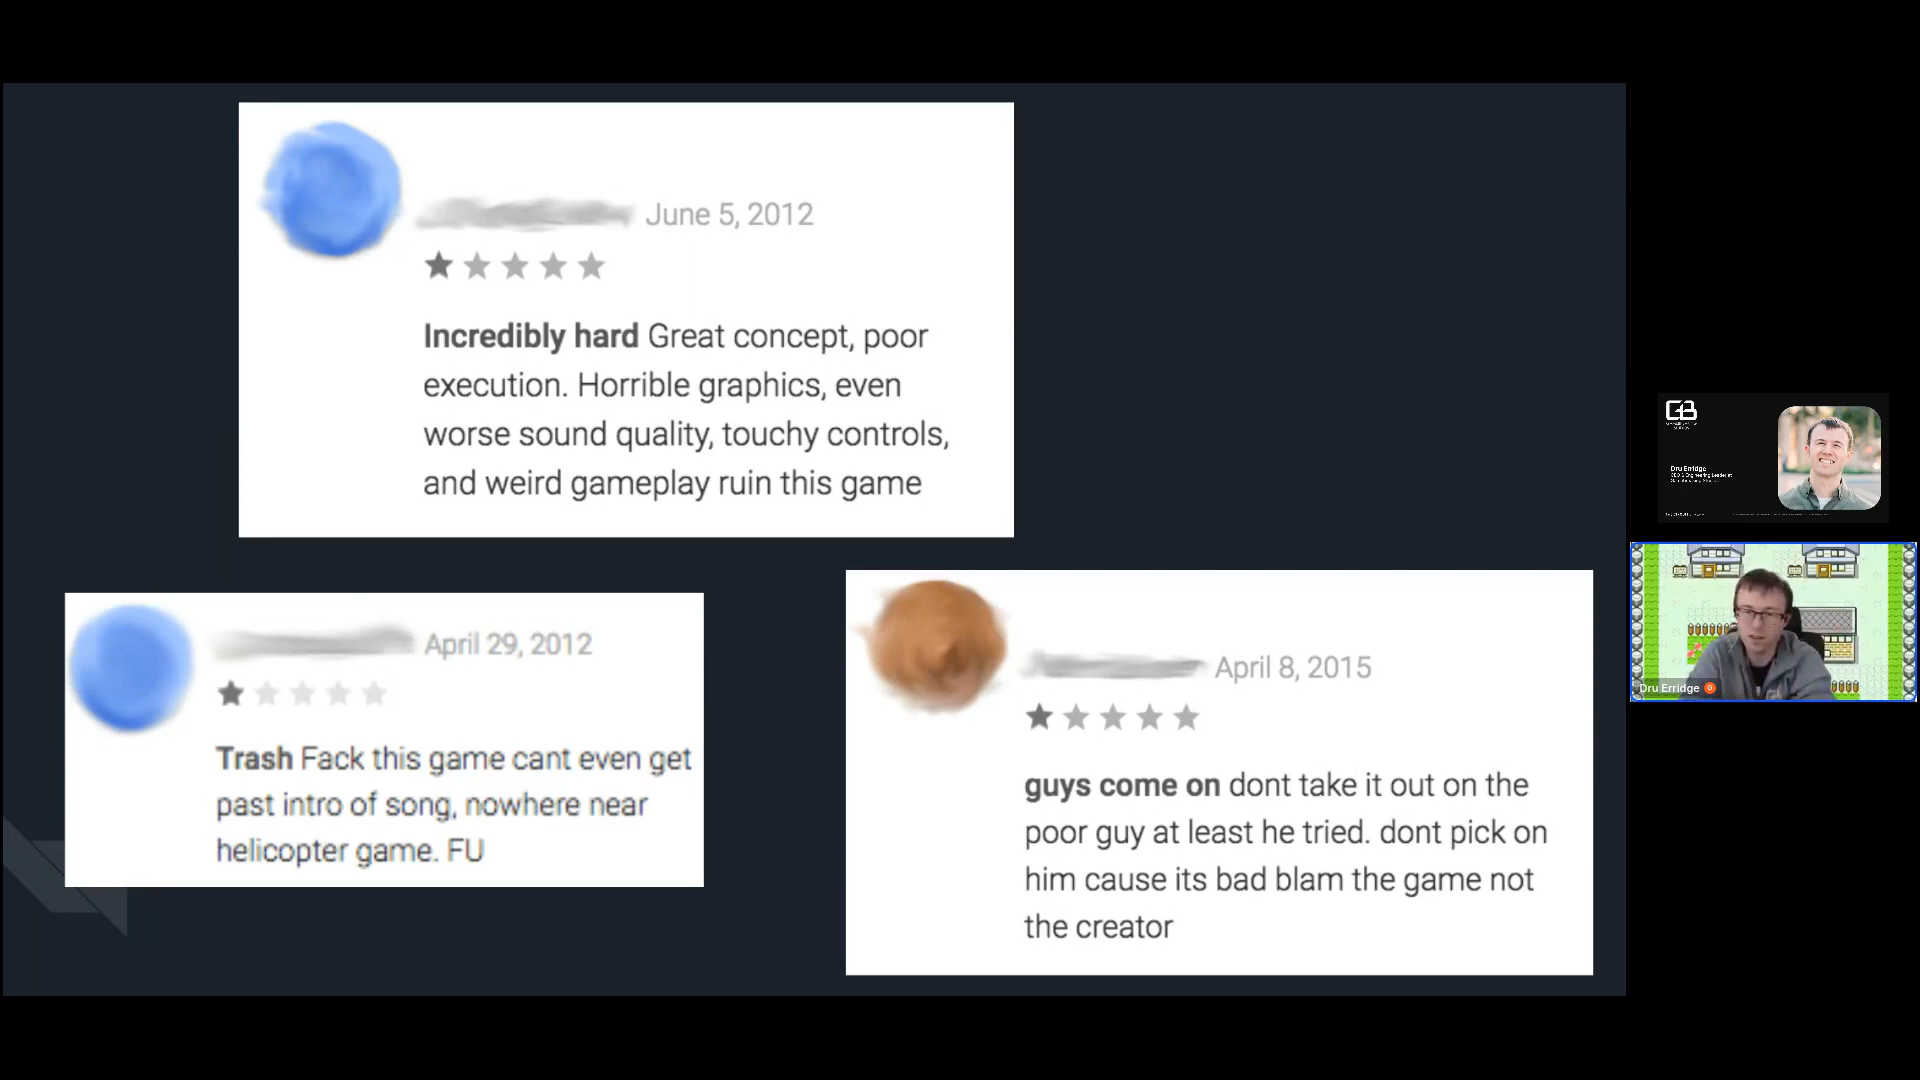 June 5, 2012
Incredibly hard Great concept, poor
execution. Horrible graphics, even
worse sound quality, touchy controls,
and weird gameplay ruin this game
April 29, 2012
Trash Fack this game cant even get
past intro of song, nowhere near
helicopter game. FU
April 8, 2015
guys come on dont take it out on the
poor guy at least he tried. dont pick on
him cause its bad blam the game not
the creator
Dru Erridge
CEO & Engineering Leader at
Dru Erridge